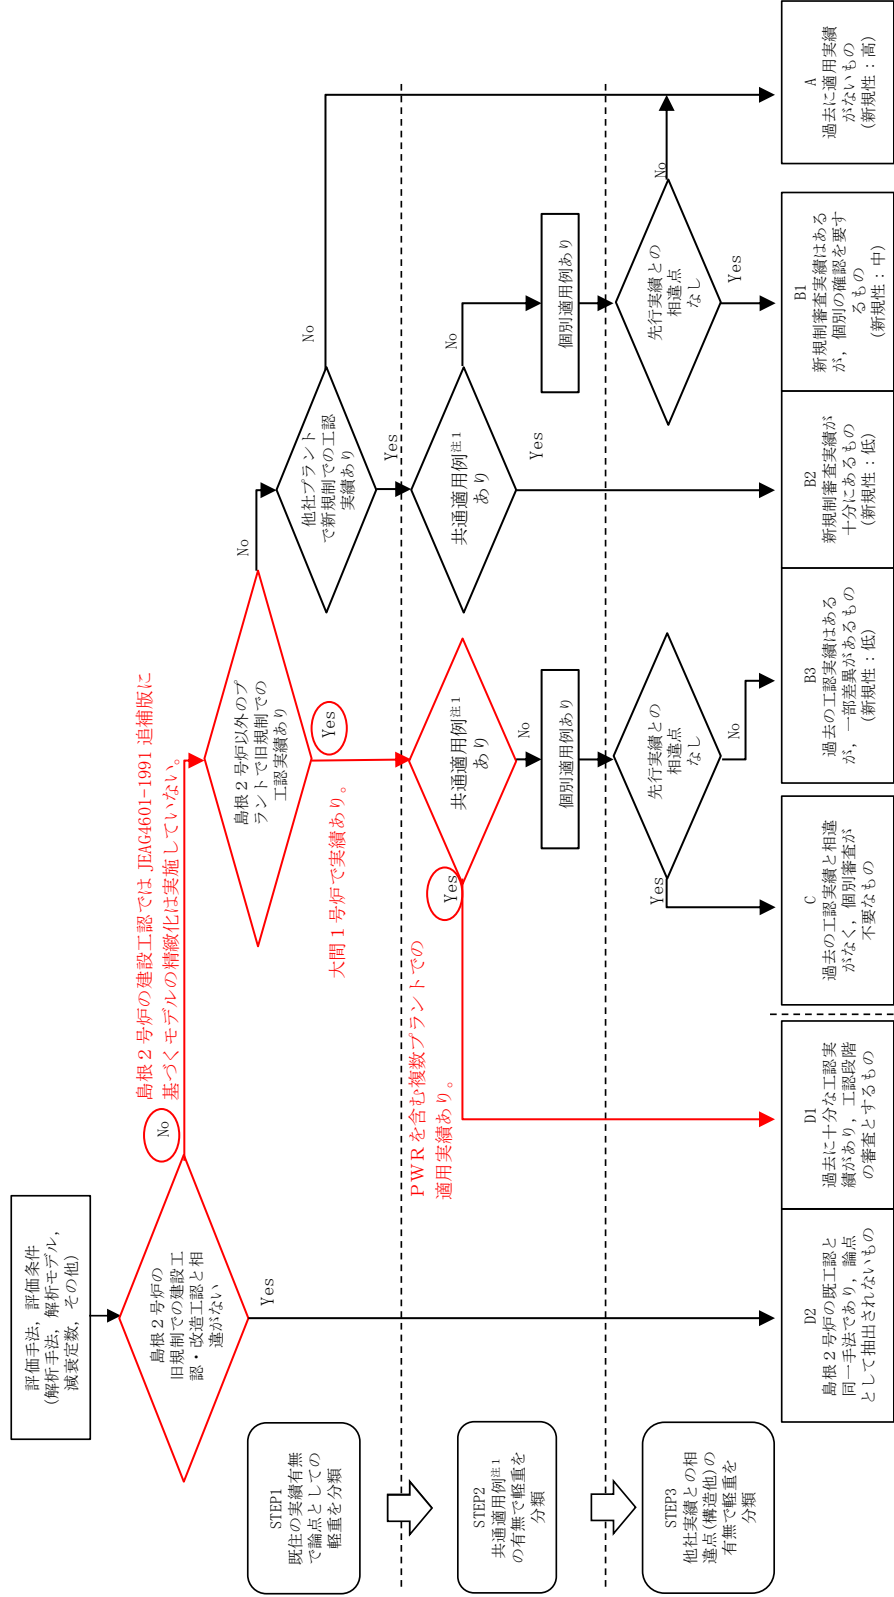 評価手法，評価条件
(解析手法，解析モデル，
減衰定数，その他)
島根２号炉の
旧規制での建設工
認・改造工認と相
違がない
No
Yes
島根２号炉の建設工認では JEAG4601-1991 追補版に
基づくモデルの精緻化は実施していない。
島根２号炉以外のプ
ラントで旧規制での
工認実績あり
No
Yes
大間１号炉で実績あり。
他社プラント
で新規制での工認
実績あり
No
Yes
STEP1
既往の実績有無
で論点としての
軽重を分類
PWR を含む複数プラントでの
適用実績あり。
共通適用例注１
あり
Yes
No
共通適用例注１
あり
No
Yes
STEP2
共通適用例注１
の有無で軽重を
分類
個別適用例あり
個別適用例あり
先行実績との
相違点
なし
Yes
No
先行実績との
相違点
なし
No
Yes
STEP3
他社実績との相
違点(構造他)の
有無で軽重を
分類
D2
島根２号炉の既工認と
同一手法であり，論点
として抽出されないもの
D1
過去に十分な工認実
績があり，工認段階
の審査とするもの
C
過去の工認実績と相違
がなく，個別審査が
不要なもの
B3
過去の工認実績はある
が，一部差異があるもの
(新規性：低)
B2
新規制審査実績が
十分にあるもの
(新規性：低)
B1
新規制審査実績はある
が，個別の確認を要す
るもの
(新規性：中)
A
過去に適用実績
がないもの
(新規性：高)